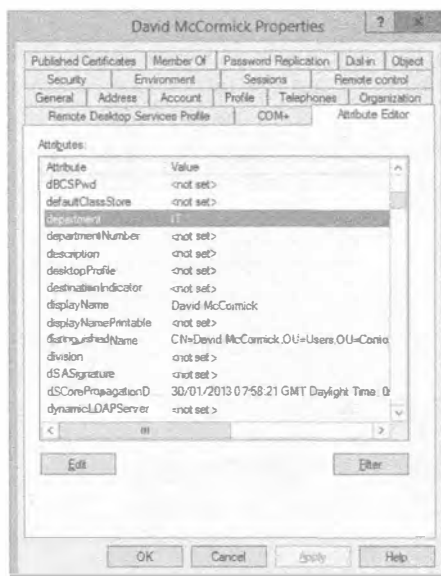 David McCormick Properties ? x
Published Certificates Member Of Password Replication Dial-in Object
Security Environment Sessions Remote control
General Address Account Profile Telephones Organization
Remote Desktop Services Profile COM+ Attribute Editor
Attributes:
Attribute Value
dBCSPwd <not set>
defaultClassStore <not set>
department IT
departmentNumber <not set>
description <not set>
desktopProfile <not set>
destinationIndicator <not set>
displayName David McCormick
displayNamePrintable <not set>
distinguishedName CN=David McCormick,OU=Users,OU=Conto
division <not set>
dSASignature <not set>
dSCorePropagationD 30/01/2013 07:58:21 GMT Daylight Time; 0
dynamicLDAPServer <not set>
Edit Filter
OK Cancel Apply Help